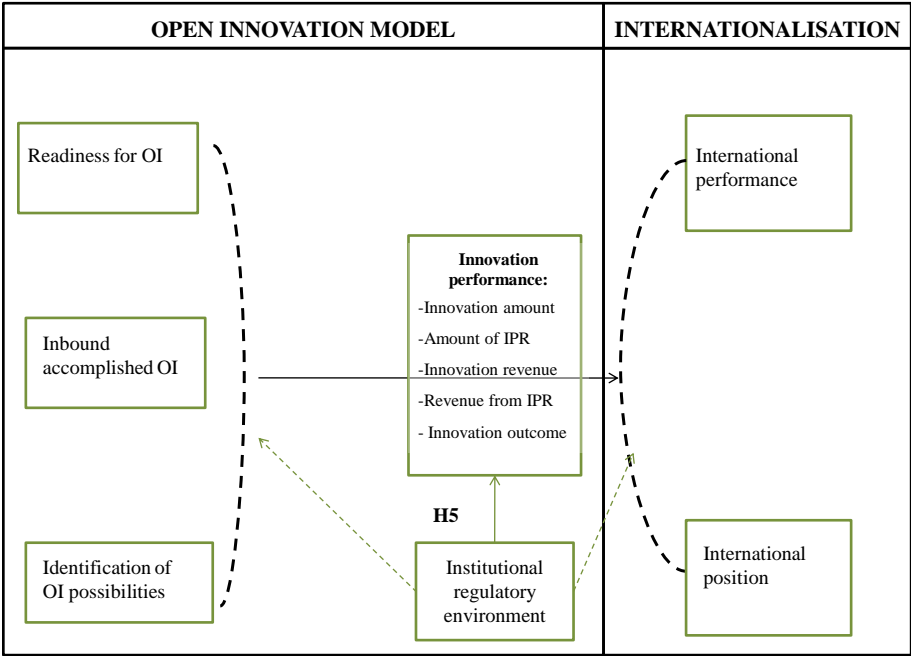 OPEN INNOVATION MODEL
INTERNATIONALISATION
Readiness for OI
International
performance
Innovation
performance:
-Innovation amount
-Amount of IPR
-Innovation revenue
-Revenue from IPR
- Innovation outcome
Inbound
accomplished OI
H5
Identification of
OI possibilities
Institutional
regulatory
environment
International
position